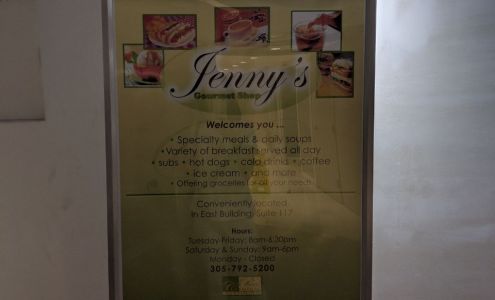 Jenny's
Gourmet Shop
Welcomes you ...
• Specialty meals & daily soups
• Variety of breakfast served all day
• subs • hot dogs • cold drinks • coffee
• ice cream • and more
• Offering groceries for all your needs
Conveniently located
in East Building, Suite 117
Hours:
Tuesday-Friday: 8am-6:30pm
Saturday & Sunday: 9am-6pm
Monday - Closed
305-792-5200